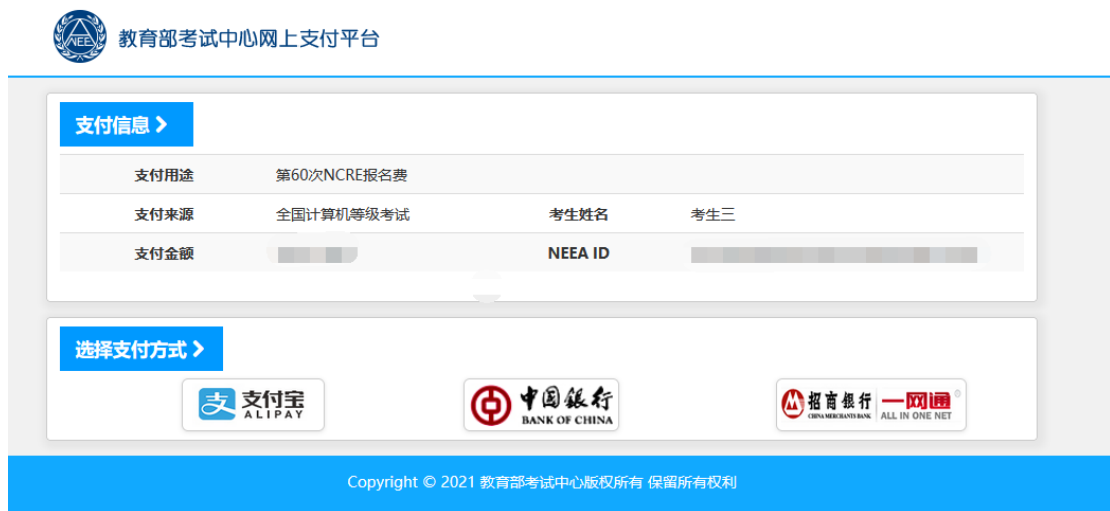 NEE
教育部考试中心网上支付平台
支付信息
支付用途 第60次NCRE报名费
支付来源 全国计算机等级考试 考生姓名 考生三
支付金额 NEEA ID
选择支付方式
支 支付宝 ALIPAY
中国银行 BANK OF CHINA
招商银行 CHINA MERCHANTS BANK 一网通 ® ALL IN ONE NET
Copyright © 2021 教育部考试中心版权所有 保留所有权利